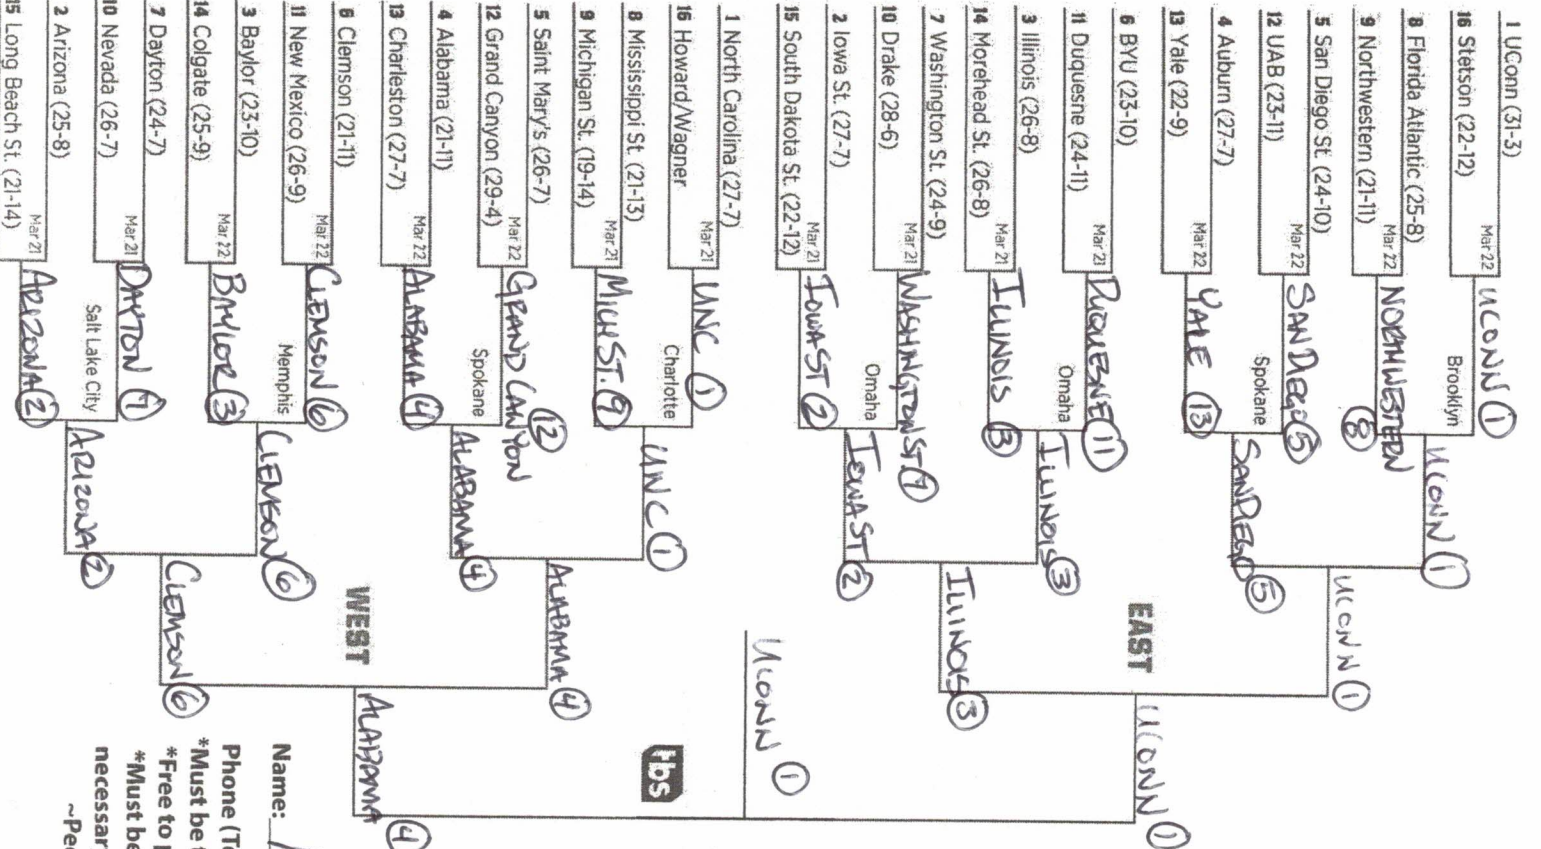 1 UConn (31-3)
Mar 22
16 Stetson (22-12)
UCONN 1
Brooklyn
8 Florida Atlantic (25-8)
Mar 22
9 Northwestern (21-11)
NORTHWESTERN 8
UCONN 1
5 San Diego St. (24-10)
Mar 22
12 UAB (23-11)
SAN DIEGO 5
Spokane
4 Auburn (27-7)
Mar 22
13 Yale (22-9)
YALE 13
SAN DIEGO 5
UCONN 1
6 BYU (23-10)
Mar 21
11 Duquesne (24-11)
DUQUESNE 11
Omaha
3 Illinois (26-8)
Mar 21
14 Morehead St. (26-8)
ILLINOIS 3
ILLINOIS 3
7 Washington St. (24-9)
Mar 21
10 Drake (28-6)
WASHINGTON ST. 7
Omaha
2 Iowa St. (27-7)
Mar 21
15 South Dakota St. (22-12)
IOWA ST 2
IOWA ST 2
ILLINOIS 3
EAST
UCONN 1
1 North Carolina (27-7)
Mar 21
16 Howard/Wagner
UNC 1
Charlotte
8 Mississippi St. (21-13)
Mar 21
9 Michigan St. (19-14)
MICH ST. 9
UNC 1
5 Saint Mary's (26-7)
Mar 22
12 Grand Canyon (29-4)
GRAND CANYON 12
Spokane
4 Alabama (21-11)
Mar 22
13 Charleston (27-7)
ALABAMA 4
ALABAMA 4
ALABAMA 4
6 Clemson (21-11)
Mar 22
11 New Mexico (26-9)
CLEMSON 6
Memphis
3 Baylor (23-10)
Mar 22
14 Colgate (25-9)
BAYLOR 3
CLEMSON 6
7 Dayton (24-7)
Mar 21
10 Nevada (26-7)
DAYTON 7
Salt Lake City
2 Arizona (25-8)
Mar 21
15 Long Beach St. (21-14)
ARIZONA 2
ARIZONA 2
CLEMSON 6
WEST
ALABAMA 4
UCONN 1
tbs
Name:
Phone (T
*Must be
*Free to
*Must be
necessar
~Pe